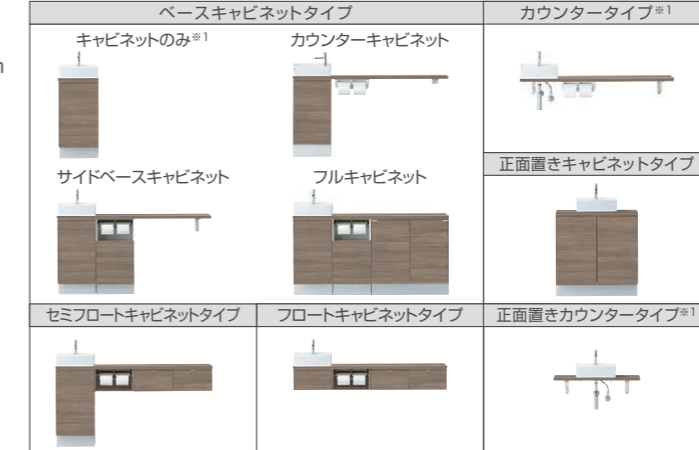 ベースキャビネットタイプ
カウンタータイプ※1
キャビネットのみ※1
カウンターキャビネット
n
正面置きキャビネットタイプ
サイドベースキャビネット
フルキャビネット
セミフロートキャビネットタイプ
フロートキャビネットタイプ
正面置きカウンタータイプ※1